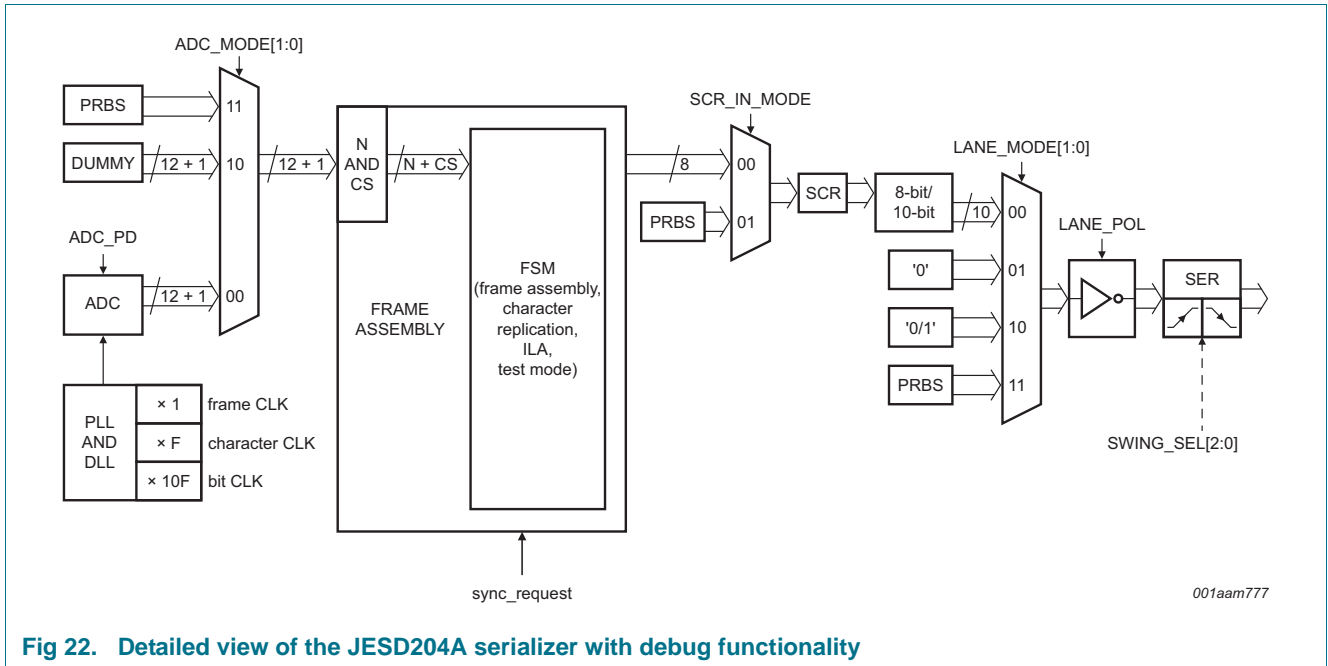 ADC_MODE[1:0]
PRBS
11
DUMMY
12 + 1
10
12 + 1
ADC_PD
ADC
12 + 1
00
PLL
AND
DLL
× 1
frame CLK
× F
character CLK
× 10F
bit CLK
N
AND
CS
N + CS
FRAME
ASSEMBLY
FSM
(frame assembly,
character
replication,
ILA,
test mode)
sync_request
SCR_IN_MODE
8
00
PRBS
01
SCR
8-bit/
10-bit
10
LANE_MODE[1:0]
00
'0'
01
'0/1'
10
PRBS
11
LANE_POL
SER
SWING_SEL[2:0]
001aam777
Fig 22. Detailed view of the JESD204A serializer with debug functionality